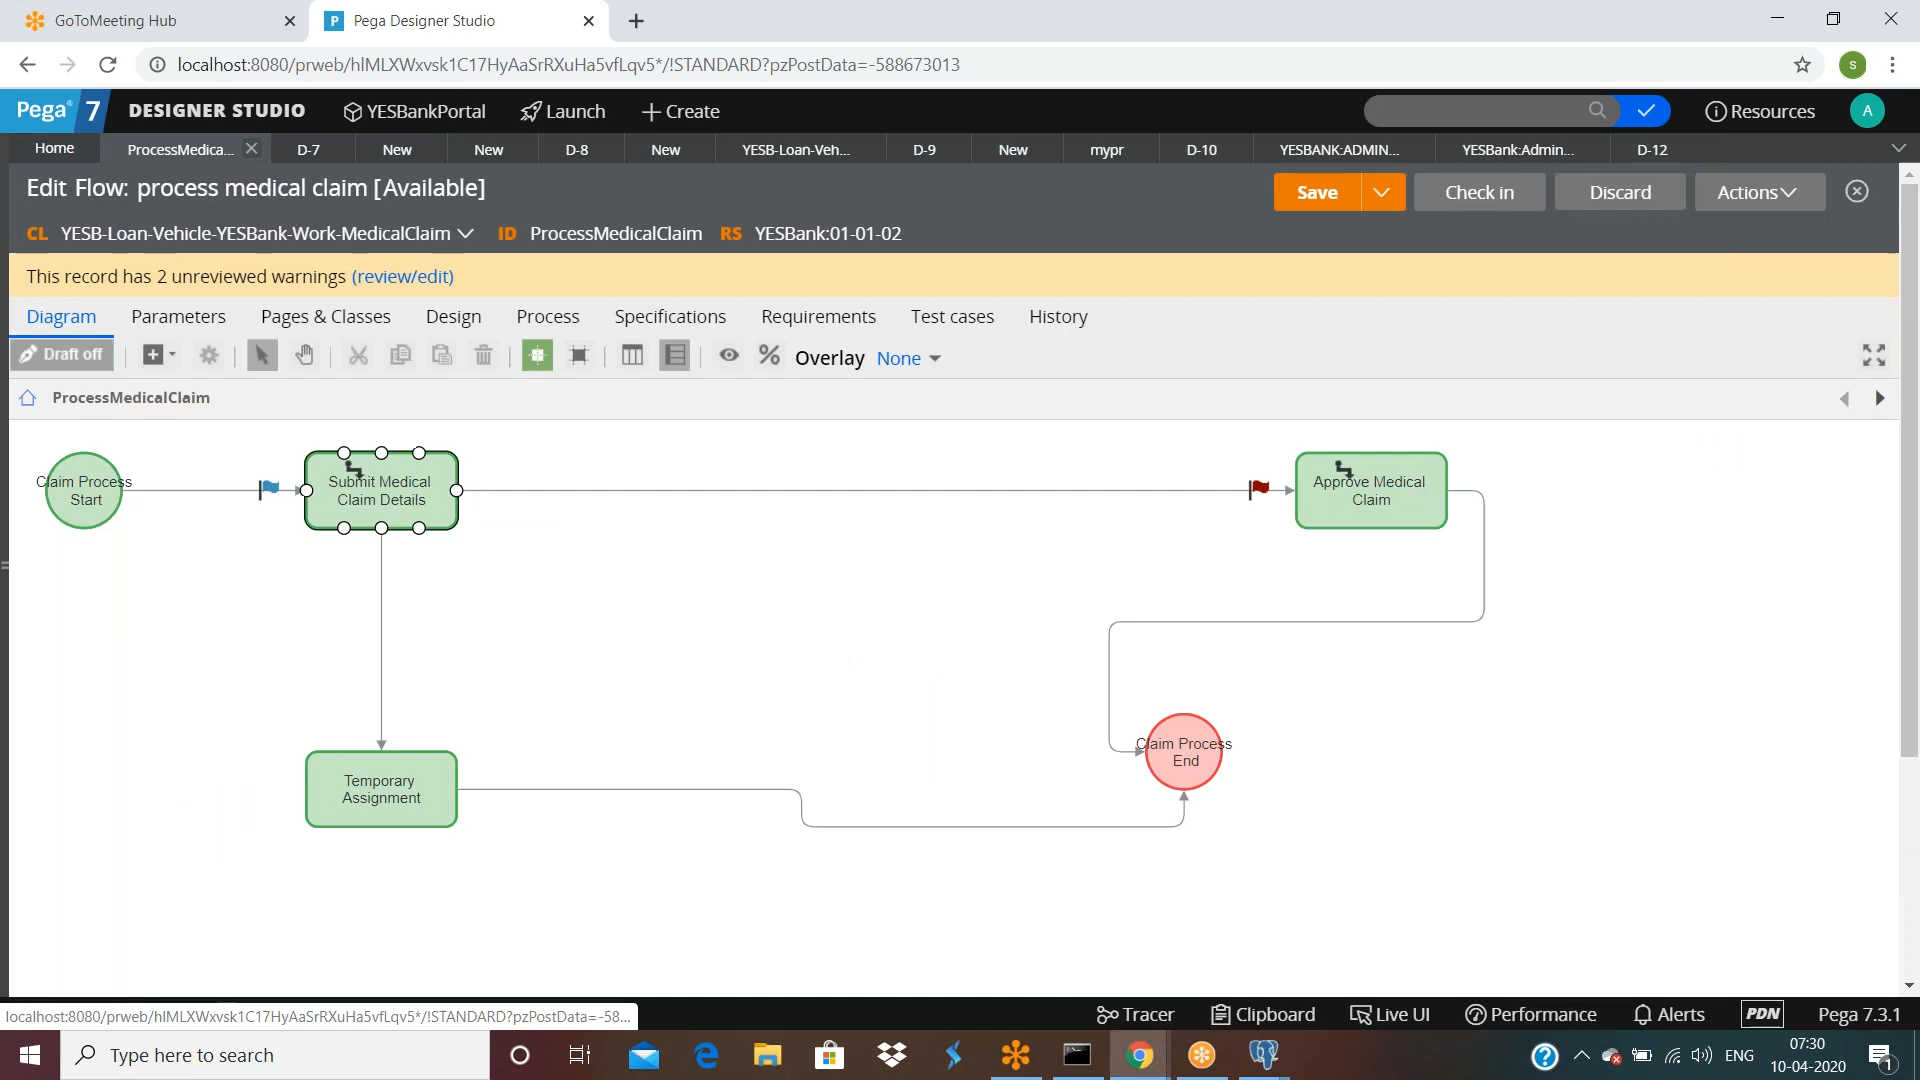 GoToMeeting Hub
Pega Designer Studio
localhost:8080/prweb/hlMLXWxvsk1C17HyAaSrRXuHa5vfLqv5*/!STANDARD?pzPostData=-588673013
s
Pega 7 DESIGNER STUDIO YESBankPortal Launch Create Resources A
Home ProcessMedica... D-7 New New D-8 New YESB-Loan-Veh... D-9 New mypr D-10 YESBANK:ADMIN... YESBank:Admin... D-12
Edit Flow: process medical claim [Available]
Save Check in Discard Actions
CL YESB-Loan-Vehicle-YESBank-Work-MedicalClaim ID ProcessMedicalClaim RS YESBank:01-01-02
This record has 2 unreviewed warnings (review/edit)
Diagram Parameters Pages & Classes Design Process Specifications Requirements Test cases History
Draft off Overlay None
ProcessMedicalClaim
Claim Process
Start
Submit Medical
Claim Details
Approve Medical
Claim
Temporary
Assignment
Claim Process
End
localhost:8080/prweb/hlMLXWxvsk1C17HyAaSrRXuHa5vfLqv5*/!STANDARD?pzPostData=-58...
Tracer Clipboard Live UI Performance Alerts PDN Pega 7.3.1
Type here to search
ENG
07:30
10-04-2020
1